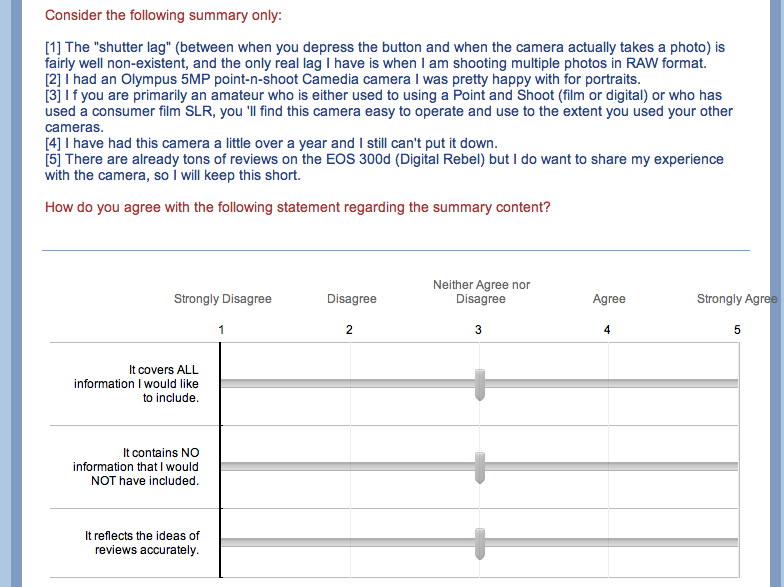 Consider the following summary only:
[1] The "shutter lag" (between when you depress the button and when the camera actually takes a photo) is
fairly well non-existent, and the only real lag I have is when I am shooting multiple photos in RAW format.
[2] I had an Olympus 5MP point-n-shoot Camedia camera I was pretty happy with for portraits.
[3] I f you are primarily an amateur who is either used to using a Point and Shoot (film or digital) or who has
used a consumer film SLR, you 'll find this camera easy to operate and use to the extent you used your other
cameras.
[4] I have had this camera a little over a year and I still can't put it down.
[5] There are already tons of reviews on the EOS 300d (Digital Rebel) but I do want to share my experience
with the camera, so I will keep this short.
How do you agree with the following statement regarding the summary content?
Neither Agree nor
Strongly Disagree Disagree Disagree Agree Strongly Agree
1 2 3 4 5
It covers ALL
information I would like
to include.
It contains NO
information that I would
NOT have included.
It reflects the ideas of
reviews accurately.